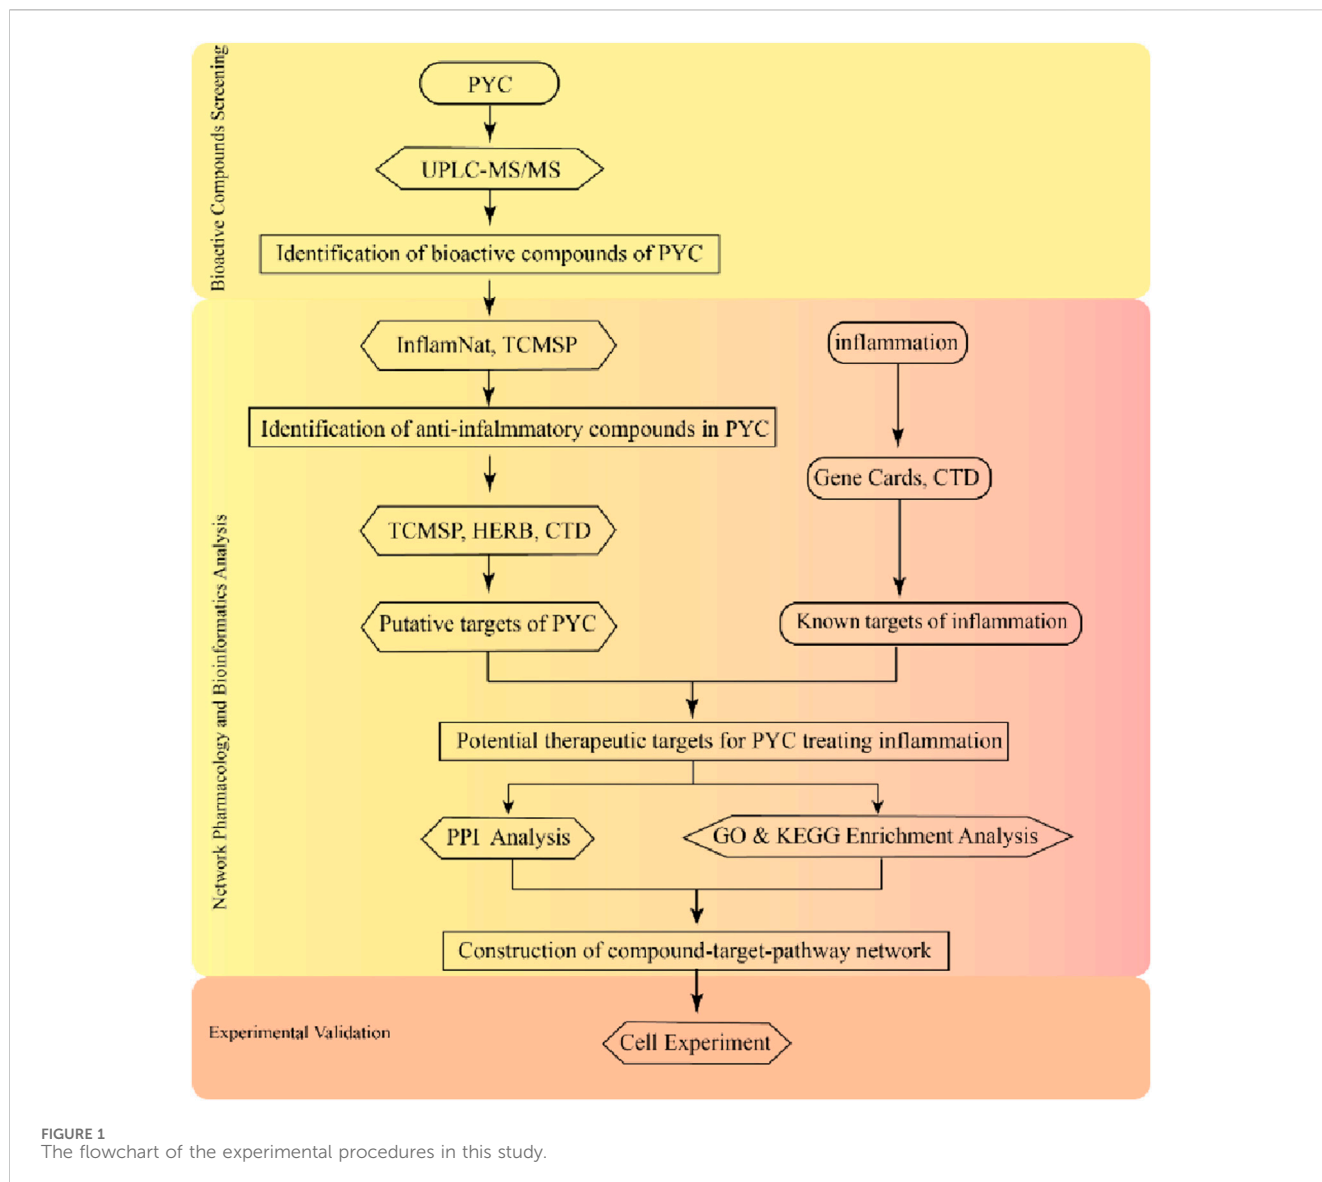 Bioactive Compounds Screening
PYC
UPLC-MS/MS
Identification of bioactive compounds of PYC
Network Pharmacology and Bioinformatics Analysis
InflamNat, TCMSP
inflammation
Identification of anti-infalmmatory compounds in PYC
Gene Cards, CTD
TCMSP, HERB, CTD
Putative targets of PYC
Known targets of inflammation
Potential therapeutic targets for PYC treating inflammation
PPI Analysis
GO & KEGG Enrichment Analysis
Construction of compound-target-pathway network
Experimental Validation
Cell Experiment
FIGURE 1
The flowchart of the experimental procedures in this study.